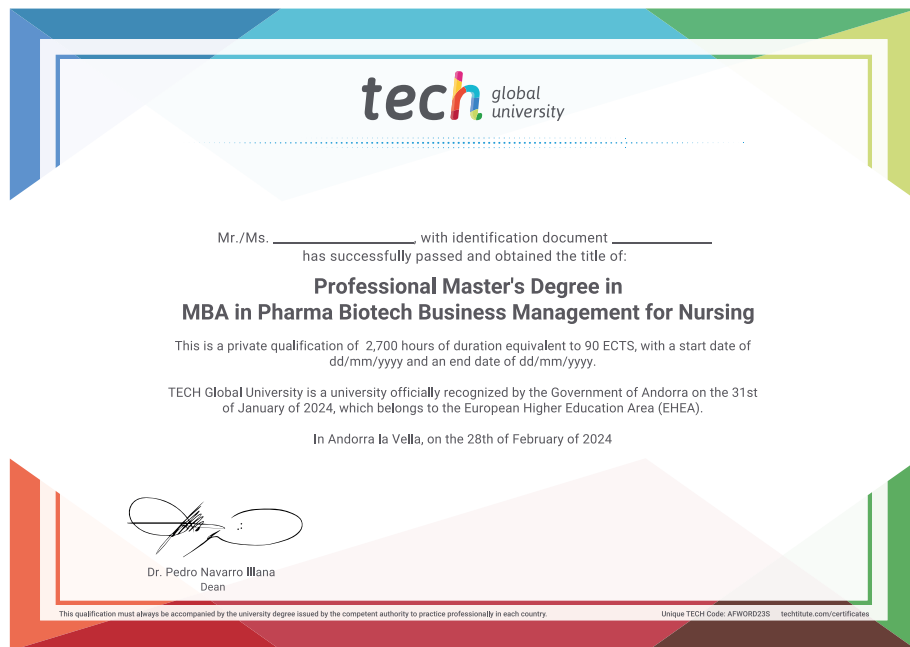 tech global university
Mr./Ms. ____________, with identification document ____________
has successfully passed and obtained the title of:
Professional Master's Degree in
MBA in Pharma Biotech Business Management for Nursing
This is a private qualification of 2,700 hours of duration equivalent to 90 ECTS, with a start date of
dd/mm/yyyy and an end date of dd/mm/yyyy.
TECH Global University is a university officially recognized by the Government of Andorra on the 31st
of January of 2024, which belongs to the European Higher Education Area (EHEA).
In Andorra la Vella, on the 28th of February of 2024
Dr. Pedro Navarro Illana
Dean
This qualification must always be accompanied by the university degree issued by the competent authority to practice professionally in each country.
Unique TECH Code: AFWORD23S techtitute.com/certificates